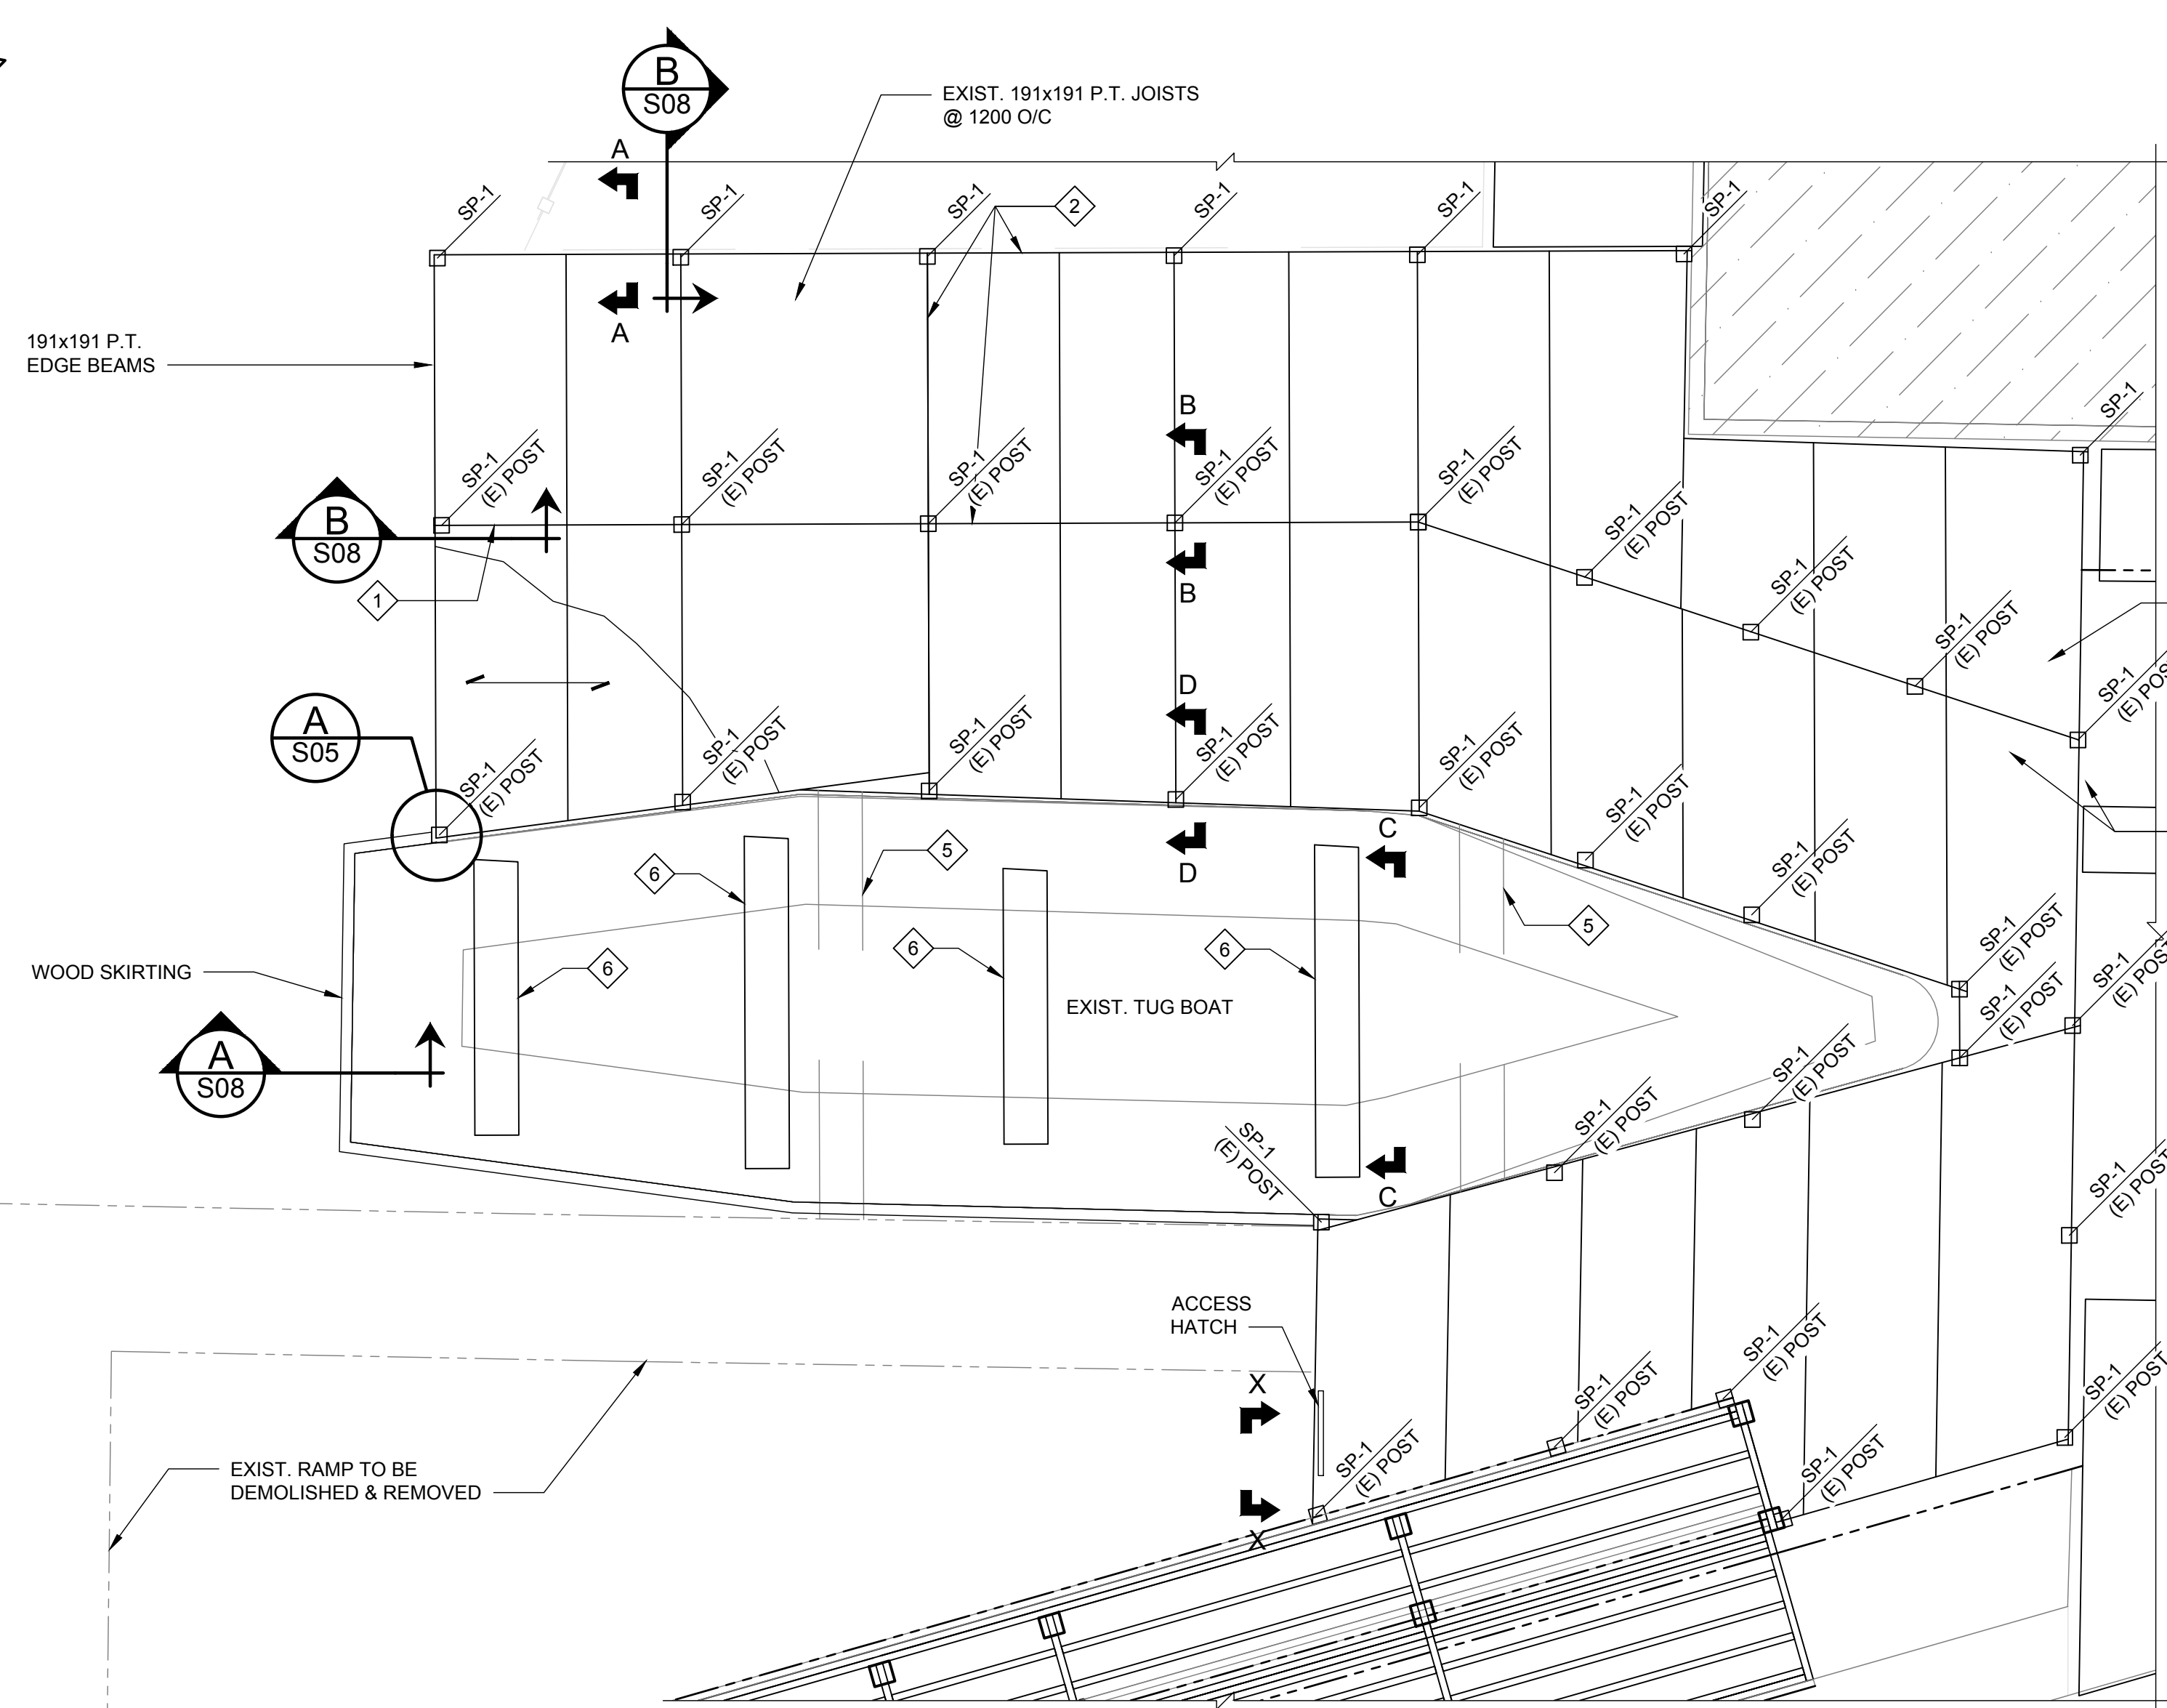 B
S08
EXIST. 191x191 P.T. JOISTS
@ 1200 O/C
A
SP-1
SP-1
SP-1
SP-1
SP-1
SP-1
2
A
191x191 P.T.
EDGE BEAMS
SP-1
B
SP-1
(E) POST
SP-1
(E) POST
SP-1
(E) POST
SP-1
(E) POST
SP-1
(E) POST
SP-1
(E) POST
B
S08
SP-1
(E) POST
1
B
SP-1
(E) POST
SP-1
(E) POS
D
A
S05
SP-1
(E) POST
SP-1
(E) POST
SP-1
(E) POST
SP-1
(E) POST
SP-1
(E) POST
SP-1
(E) POST
C
5
D
6
SP-1
(E) POST
5
6
6
6
SP-1
(E) POST
SP-1
(E) POST
SP-1
(E) POST
WOOD SKIRTING
EXIST. TUG BOAT
A
S08
SP-1
(E) POST
SP-1
(E) POST
SP-1
(E) POST
C
SP-1
(E) POST
ACCESS
HATCH
SP-1
(E) POST
X
SP-1
(E) POST
SP-1
(E) POST
EXIST. RAMP TO BE
DEMOLISHED & REMOVED
SP-1
(E) POST
SP-1
(E) POST
X